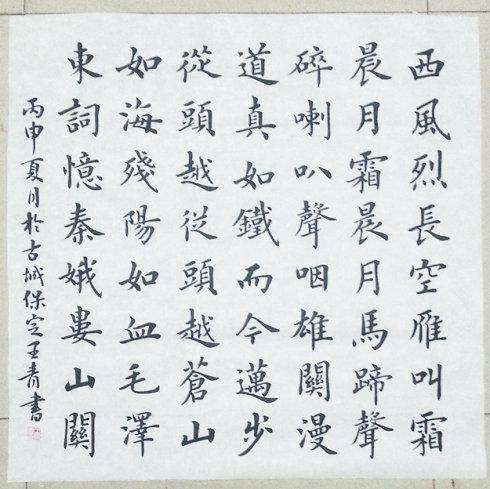 西風烈長空雁叫霜
晨月霜晨月馬蹄聲
碎喇叭聲咽雄關漫
道真如鐵而今邁步
從頭越從頭越蒼山
如海殘陽如血毛澤
東詞憶秦娥婁山關
丙申夏月於古城保定王青書